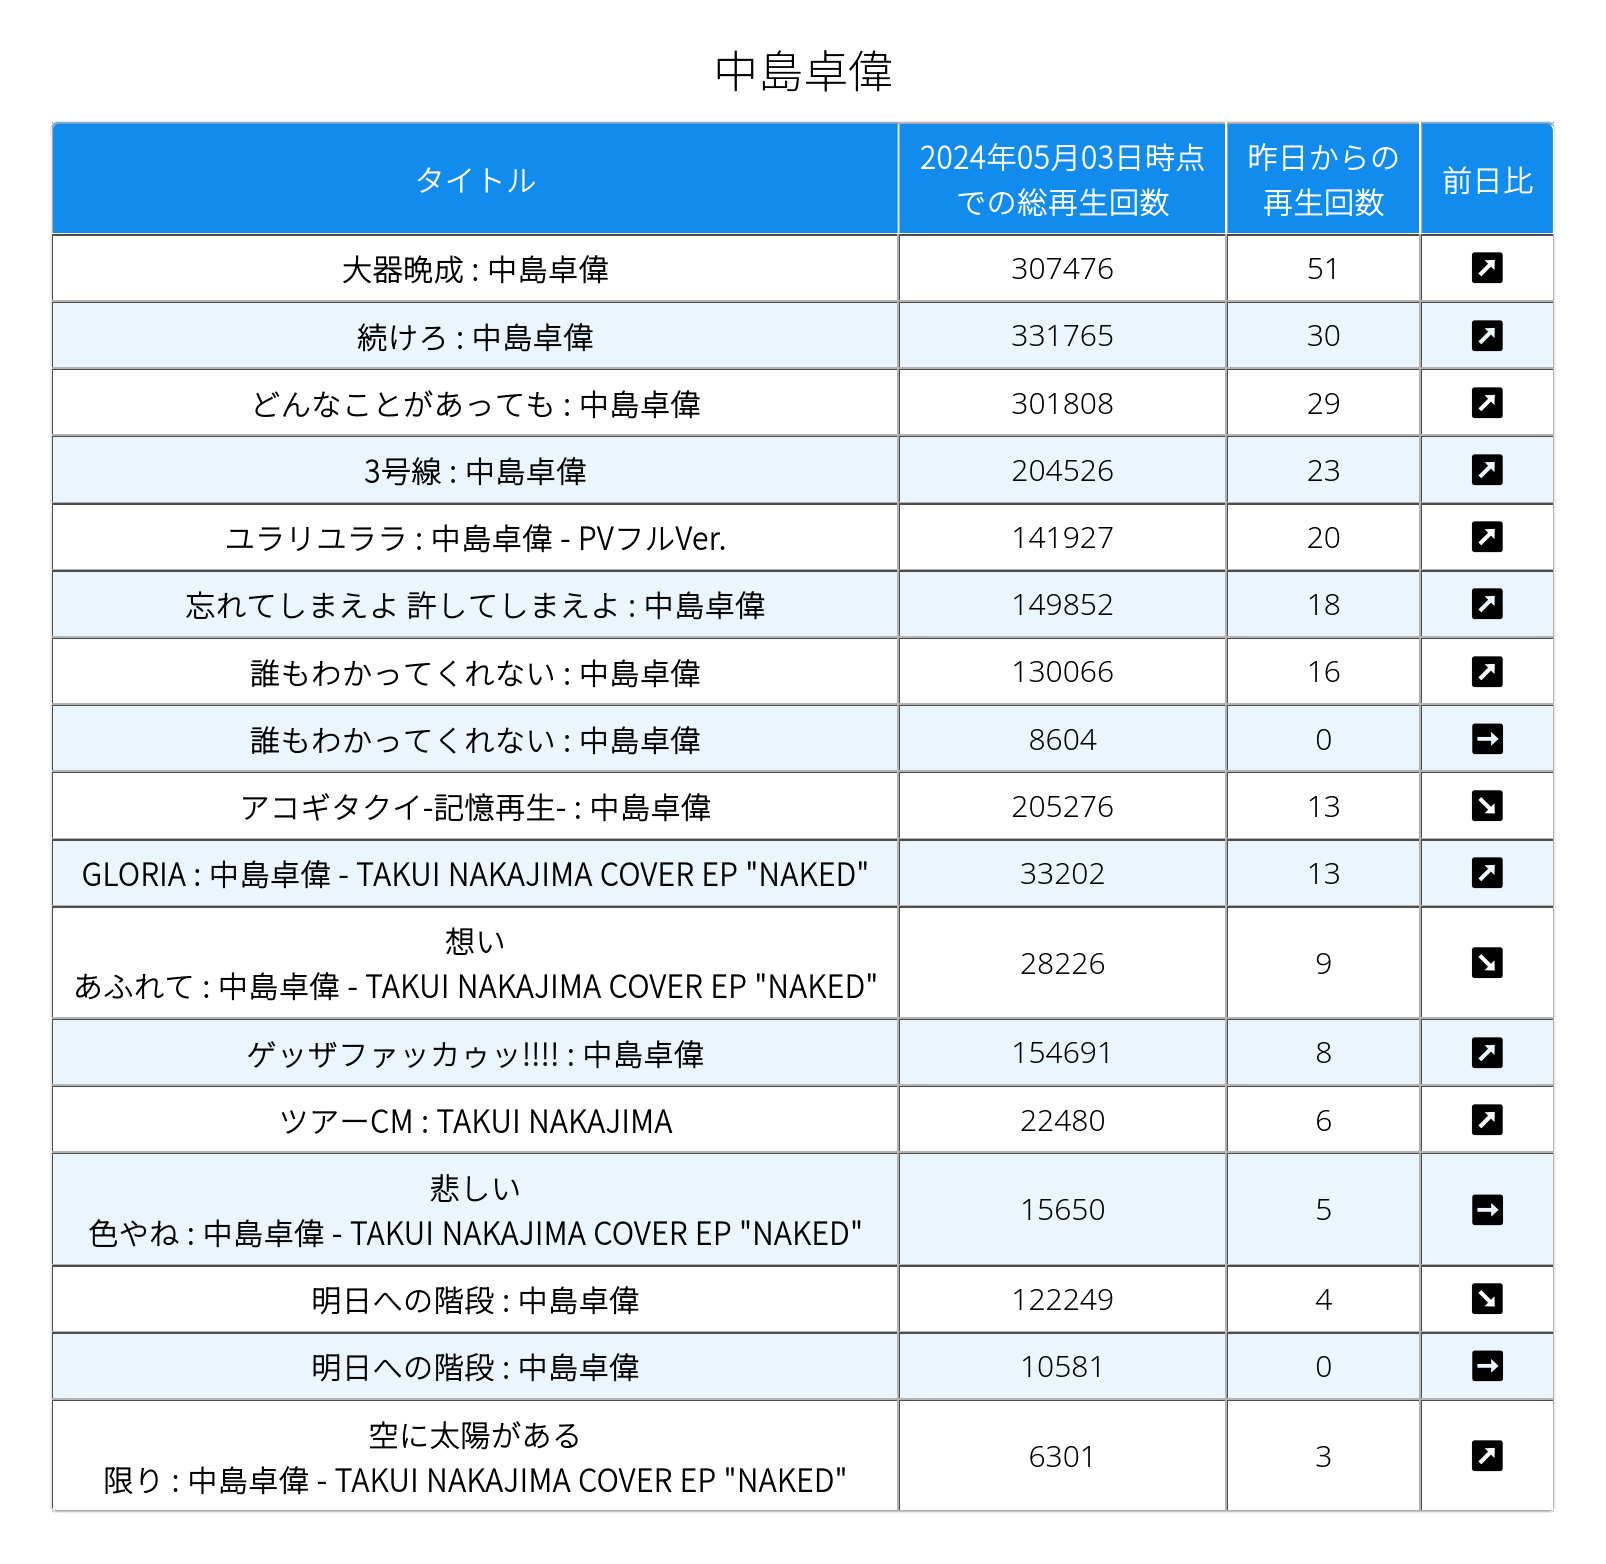 中島卓偉
タイトル
2024年05月03日時点
での総再生回数
昨日からの
再生回数
前日比
大器晩成 : 中島卓偉 307476 51
続けろ : 中島卓偉 331765 30
どんなことがあっても : 中島卓偉 301808 29
3号線 : 中島卓偉 204526 23
ユラリユララ : 中島卓偉 - PVフルVer. 141927 20
忘れてしまえよ 許してしまえよ : 中島卓偉 149852 18
誰もわかってくれない : 中島卓偉 130066 16
誰もわかってくれない : 中島卓偉 8604 0
アコギタクイ-記憶再生- : 中島卓偉 205276 13
GLORIA : 中島卓偉 - TAKUI NAKAJIMA COVER EP "NAKED" 33202 13
想い
あふれて : 中島卓偉 - TAKUI NAKAJIMA COVER EP "NAKED" 28226 9
ゲッザファッカゥッ!!!! : 中島卓偉 154691 8
ツアーCM : TAKUI NAKAJIMA 22480 6
悲しい
色やね : 中島卓偉 - TAKUI NAKAJIMA COVER EP "NAKED" 15650 5
明日への階段 : 中島卓偉 122249 4
明日への階段 : 中島卓偉 10581 0
空に太陽がある
限り : 中島卓偉 - TAKUI NAKAJIMA COVER EP "NAKED" 6301 3